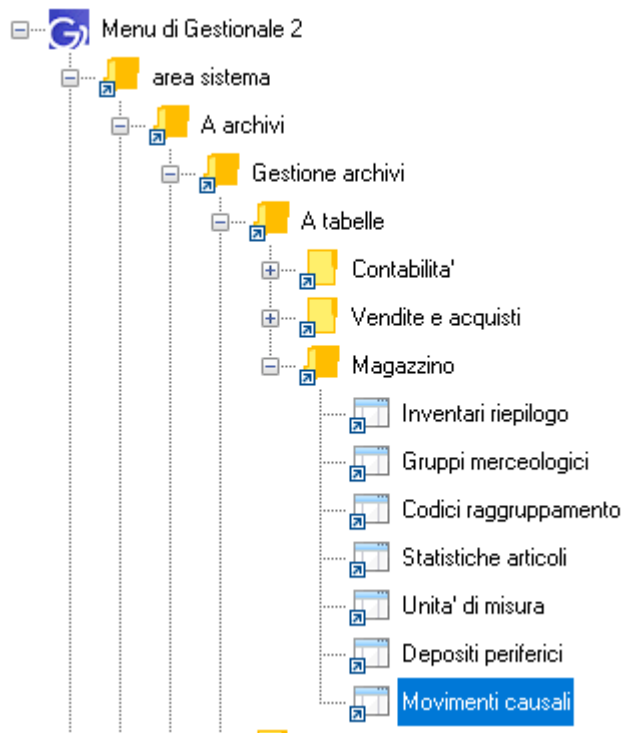 Menu di Gestionale 2
area sistema
A archivi
Gestione archivi
A tabelle
Contabilita'
Vendite e acquisti
Magazzino
Inventari riepilogo
Gruppi merceologici
Codici raggruppamento
Statistiche articoli
Unita' di misura
Depositi periferici
Movimenti causali